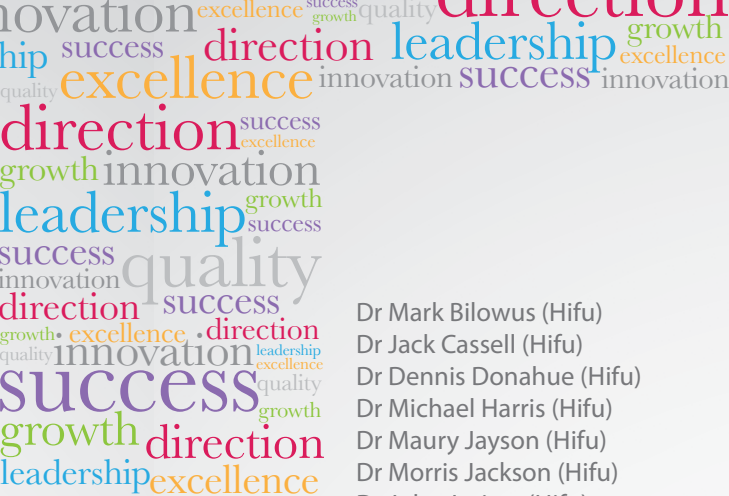 excellence success quality direction
innovation growth
success direction leadership growth
excellence
quality excellence innovation success innovation
direction success
excellence
growth innovation
leadership growth
success
success quality
innovation
direction success
growth • excellence • direction
quality innovation leadership
excellence
success quality
growth
growth direction
leadership excellence
Dr Mark Bilowus (Hifu)
Dr Jack Cassell (Hifu)
Dr Dennis Donahue (Hifu)
Dr Michael Harris (Hifu)
Dr Maury Jayson (Hifu)
Dr Morris Jackson (Hifu)